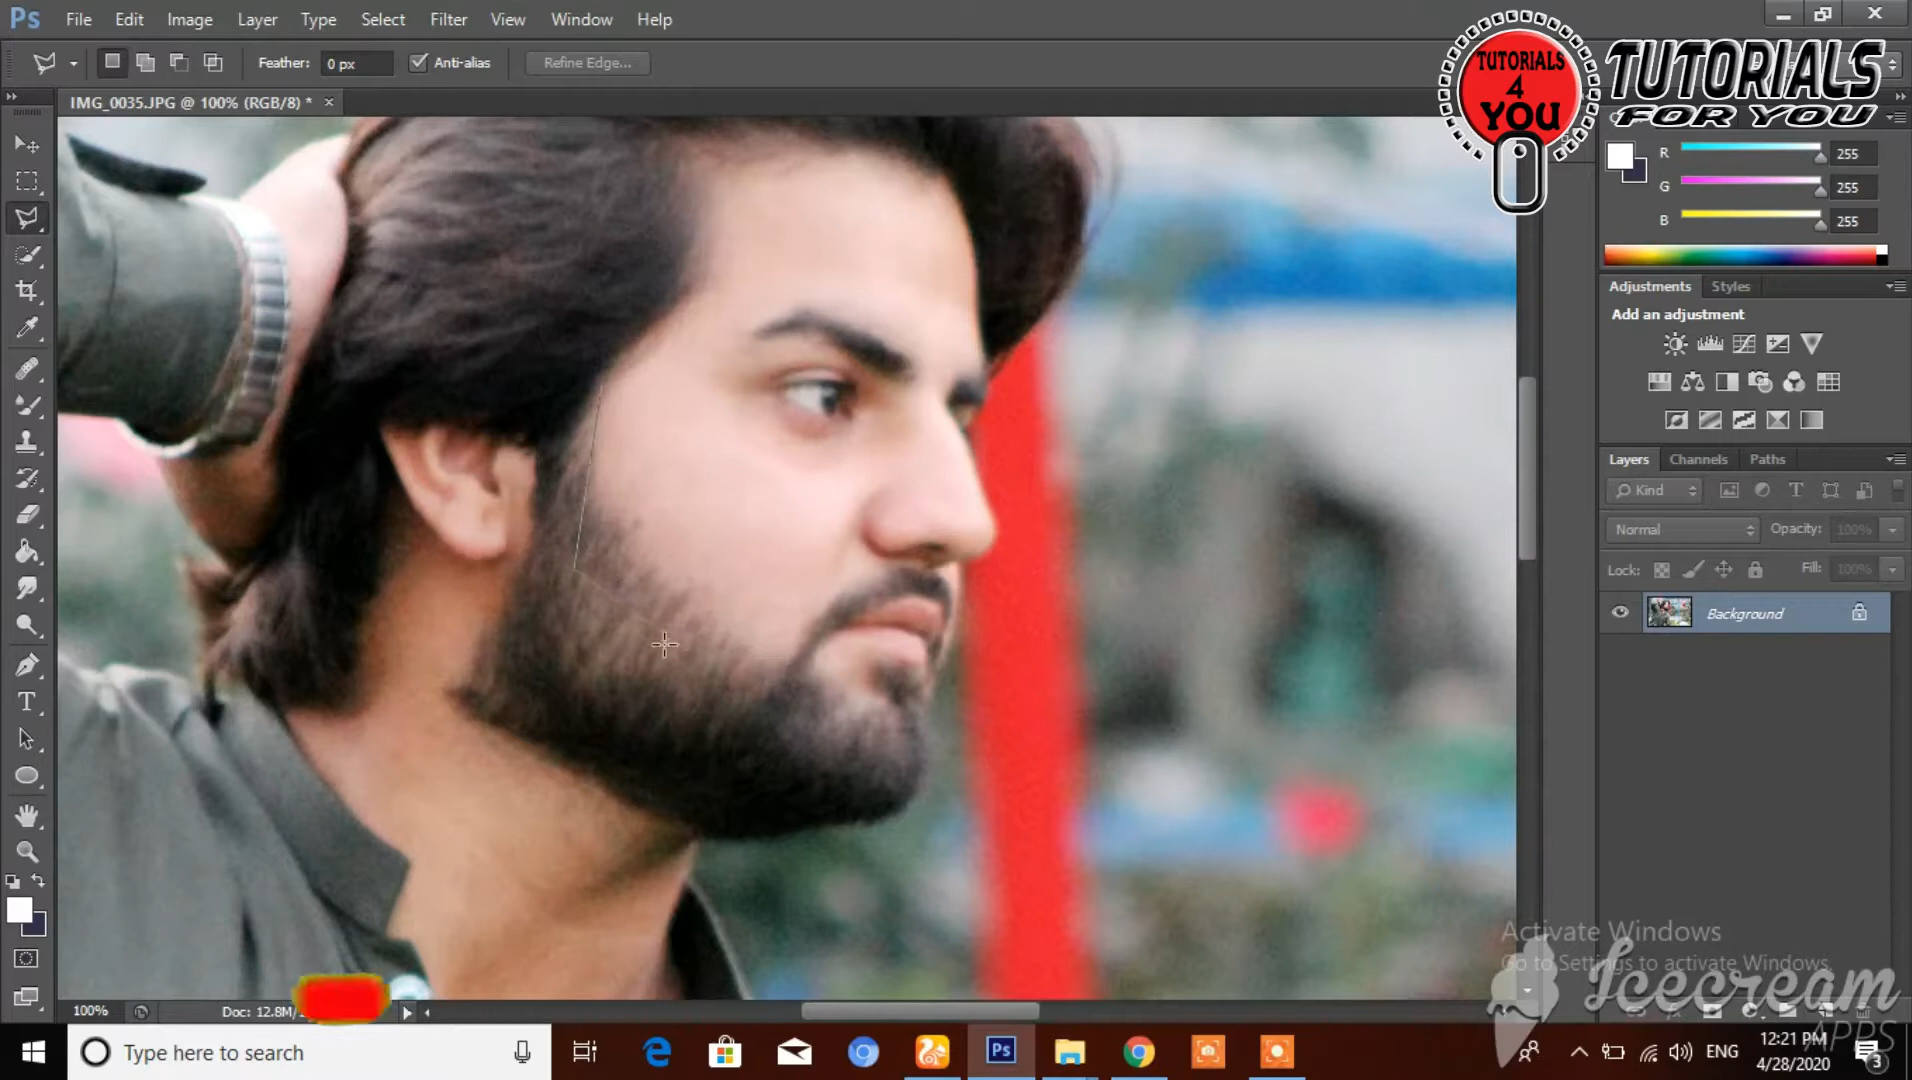 Ps File Edit Image Layer Type Select Filter View Window Help
Feather: 0 px Anti-alias Refine Edge...
TUTORIALS 4 YOU
TUTORIALS FOR YOU
IMG_0035.JPG @ 100% (RGB/8) * ×
R 255
G 255
B 255
Adjustments Styles
Add an adjustment
Layers Channels Paths
Kind
Normal Opacity: 100%
Lock: Fill: 100%
Background
Activate Windows
Go to Settings to activate Windows.
Icecream
APPS
100% Doc: 12.8M/
Type here to search
Ps
ENG
12:21 PM
4/28/2020
3